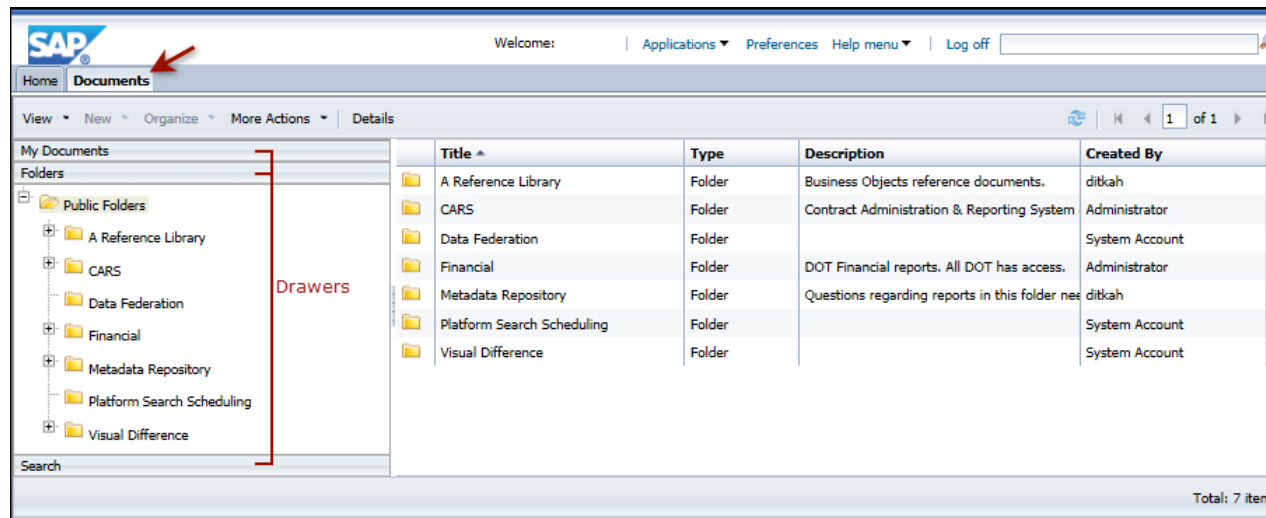 SAP ®
Welcome: | Applications ▼ Preferences Help menu ▼ | Log off
Home Documents
View New Organize More Actions | Details 1 of 1
My Documents
Folders
Public Folders
A Reference Library
CARS
Data Federation
Financial
Metadata Repository
Platform Search Scheduling
Visual Difference
Search
Drawers
Title Type Description Created By
A Reference Library Folder Business Objects reference documents. ditkah
CARS Folder Contract Administration & Reporting System Administrator
Data Federation Folder System Account
Financial Folder DOT Financial reports. All DOT has access. Administrator
Metadata Repository Folder Questions regarding reports in this folder nee ditkah
Platform Search Scheduling Folder System Account
Visual Difference Folder System Account
Total: 7 iter